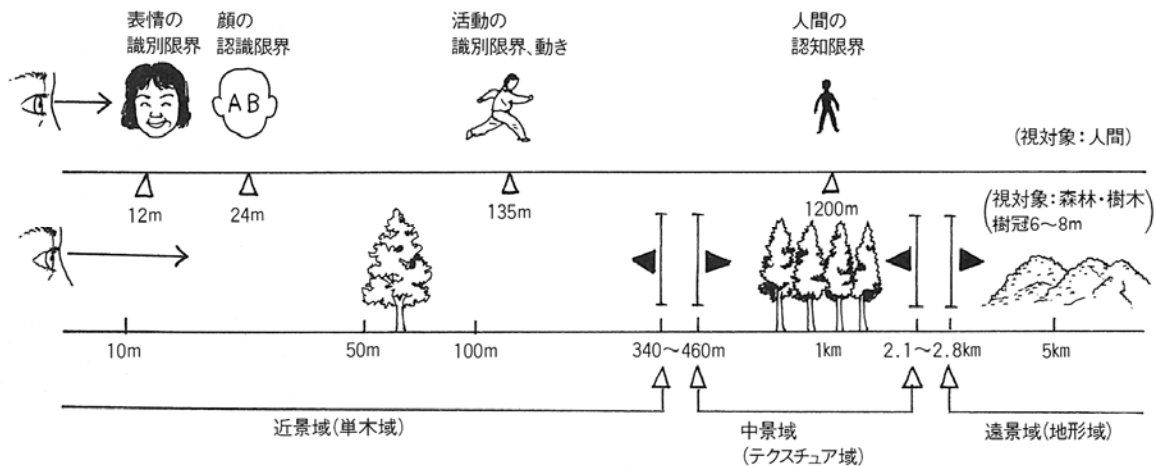 表情の
識別限界
顔の
認識限界
活動の
識別限界、動き
人間の
認知限界
A B
(視対象:人間)
12m
24m
135m
1200m
(視対象:森林・樹木
樹冠6~8m)
10m
50m
100m
340~460m
1km
2.1~2.8km
5km
近景域(単木域)
中景域
(テクスチュア域)
遠景域(地形域)